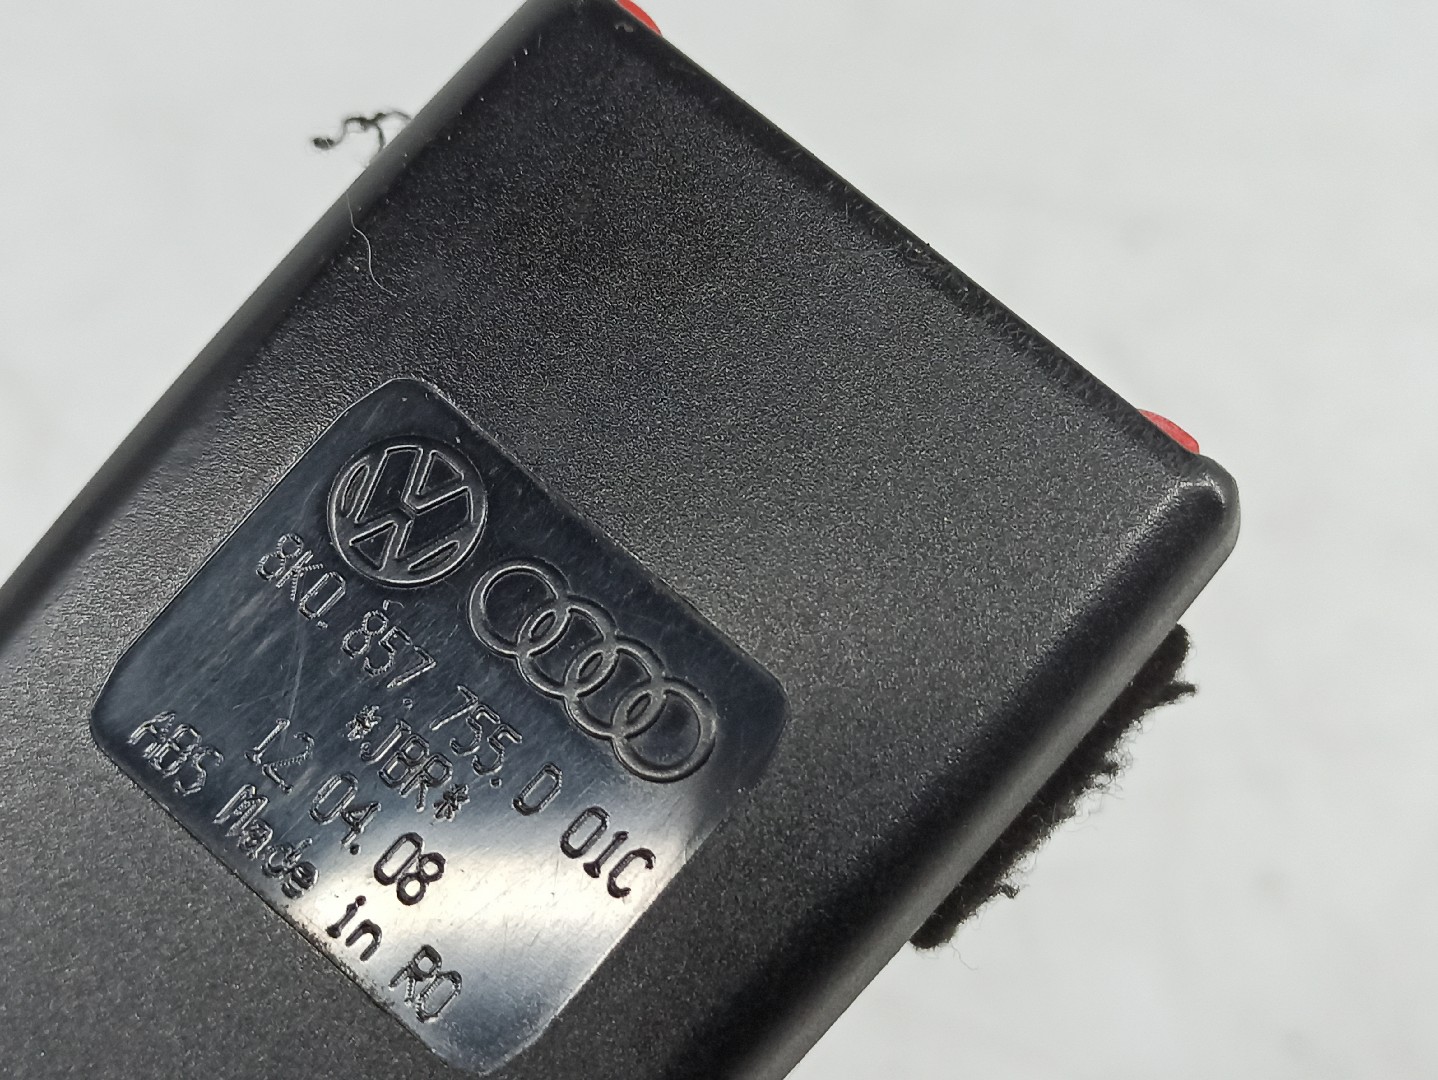 8K0.857.755.D 01C
*JBR*
12.04.08
ABS Made in RO